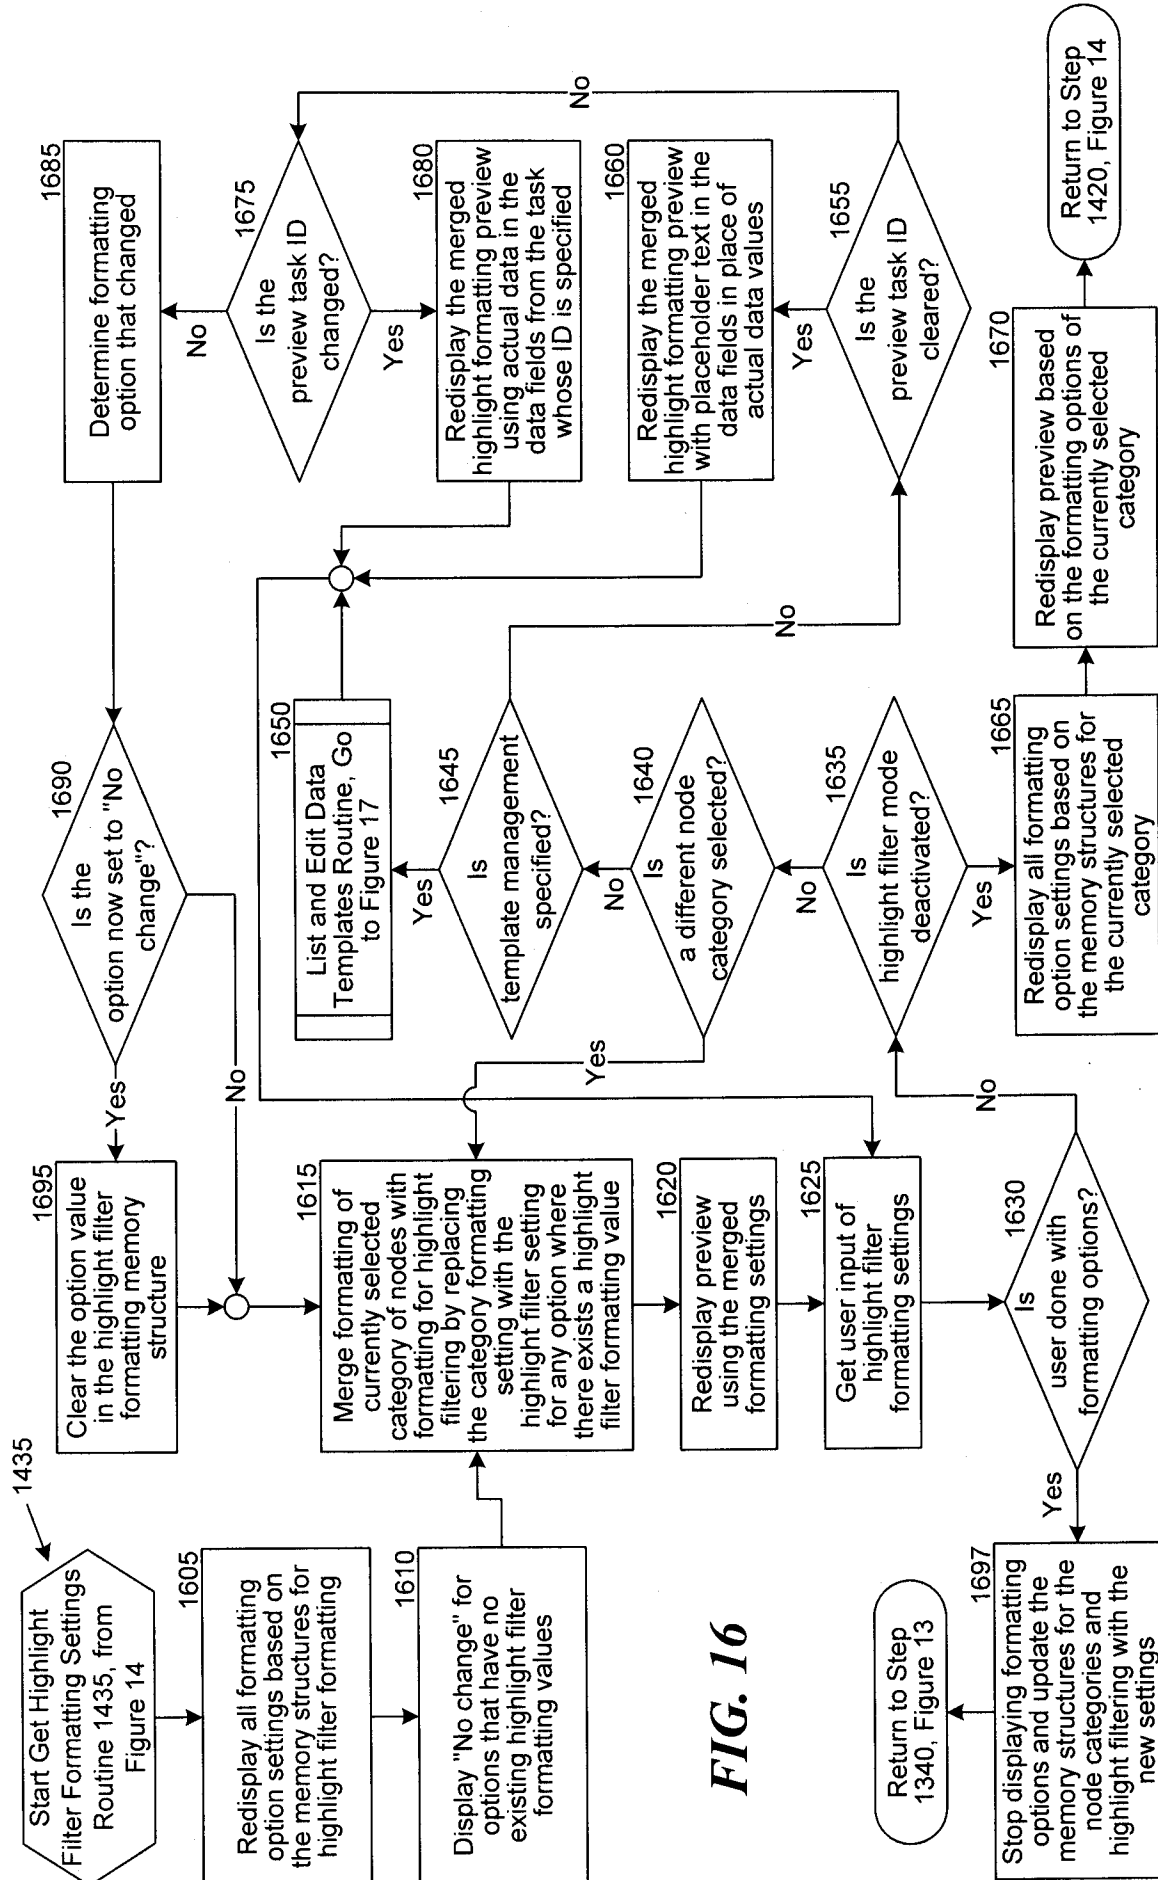 1435
Start Get Highlight
Filter Formatting Settings
Routine 1435, from
Figure 14
1605
Redisplay all formatting
option settings based on
the memory structures for
highlight filter formatting
1610
Display "No change" for
options that have no
existing highlight filter
formatting values
1695
Clear the option value
in the highlight filter
formatting memory
structure
1615
Merge formatting of
currently selected
category of nodes with
formatting for highlight
filtering by replacing
the category formatting
setting with the
highlight filter setting
for any option where
there exists a highlight
filter formatting value
1620
Redisplay preview
using the merged
formatting settings
1625
Get user input of
highlight filter
formatting settings
1630
Is
user done with
formatting options?
Yes
No
1697
Stop displaying formatting
options and update the
memory structures for the
node categories and
highlight filtering with the
new settings
Return to Step
1340, Figure 13
1690
Is the
option now set to "No
change"?
Yes
No
1650
List and Edit Data
Templates Routine, Go
to Figure 17
Yes
1645
Is
template management
specified?
No
No
1640
Is
a different node
category selected?
Yes
No
1635
Is
highlight filter mode
deactivated?
Yes
1665
Redisplay all formatting
option settings based on
the memory structures for
the currently selected
category
1685
Determine formatting
option that changed
No
1675
Is the
preview task ID
changed?
Yes
1680
Redisplay the merged
highlight formatting preview
using actual data in the
data fields from the task
whose ID is specified
1660
Redisplay the merged
highlight formatting preview
with placeholder text in the
data fields in place of
actual data values
Yes
1655
Is the
preview task ID
cleared?
No
1670
Redisplay preview based
on the formatting options of
the currently selected
category
Return to Step
1420, Figure 14
FIG. 16